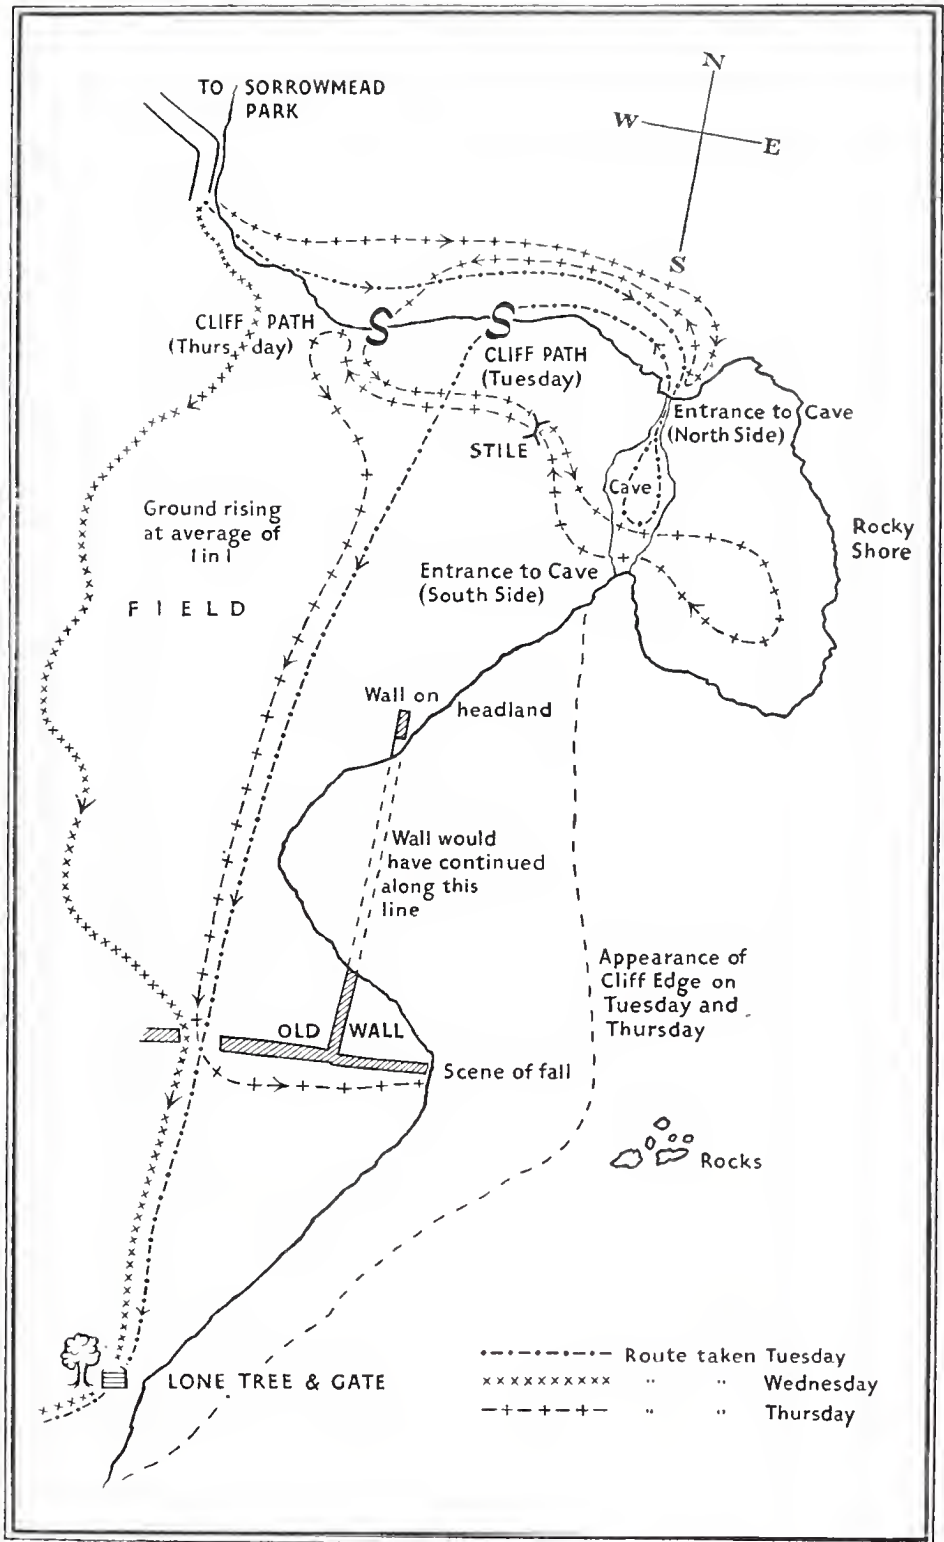 TO SORROWMEAD
PARK
N
W
E
S
CLIFF PATH
(Thursday)
S
S
CLIFF PATH
(Tuesday)
Entrance to Cave
(North Side)
STILE
Cave
Ground rising
at average of
1 in 1
Rocky
Shore
FIELD
Entrance to Cave
(South Side)
Wall on headland
Wall would
have continued
along this
line
Appearance of
Cliff Edge on
Tuesday and
Thursday
OLD WALL
Scene of fall
Rocks
LONE TREE & GATE
Route taken Tuesday
" " Wednesday
" " Thursday